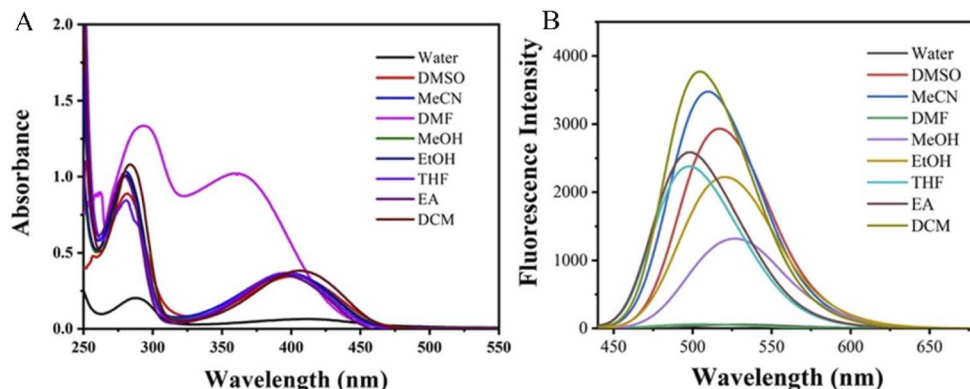 A
B
2.0
1.5
1.0
0.5
0.0
Absorbance
250
300
350
400
450
500
550
Wavelength (nm)
Water
DMSO
MeCN
DMF
MeOH
EtOH
THF
EA
DCM
4000
3000
2000
1000
0
Fluorescence Intensity
450
500
550
600
650
Wavelength (nm)
Water
DMSO
MeCN
DMF
MeOH
EtOH
THF
EA
DCM